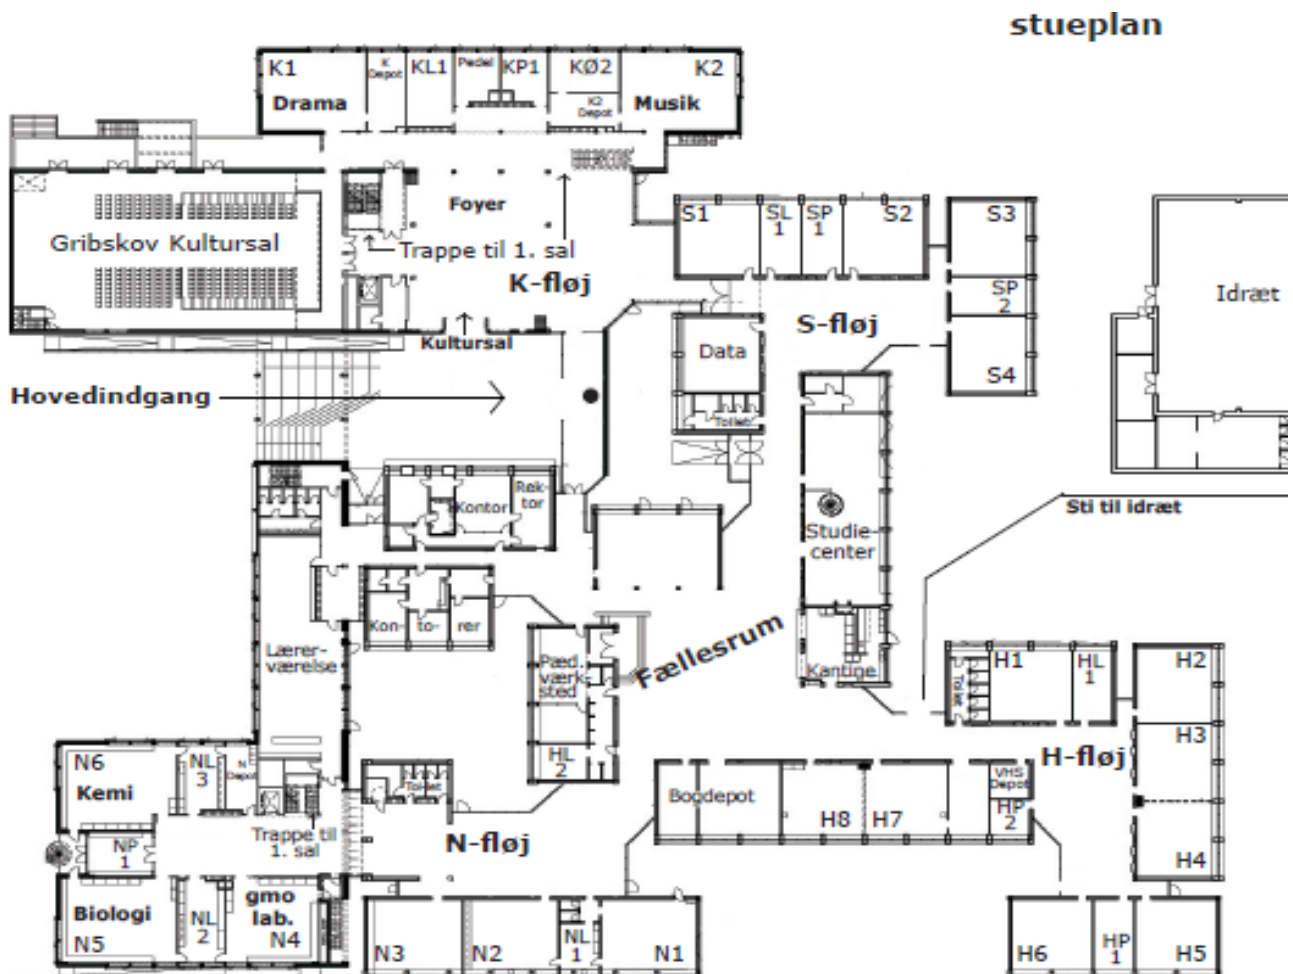 stueplan
K1
Drama
K
Depot
KL1
Pedel
KP1
KØ2
K2
Depot
K2
Musik
Gribskov Kultursal
Foyer
Trappe til 1. sal
K-fløj
Kultursal
Hovedindgang
S1
SL
1
SP
1
S2
S3
SP
2
S4
S-fløj
Data
Toilet
Idræt
Sti til idræt
Studie-
center
Kantine
Kontor
Rek-
tor
Kon-
to-
rer
Lærer-
værelse
Pæd.
værk-
sted
HL
2
Fællesrum
N6
Kemi
NL
3
N
Depot
Toilet
Trappe til
1. sal
NP
1
Biologi
N5
NL
2
gmo
lab.
N4
N-fløj
N3
N2
NL
1
N1
Bogdepot
H8
H7
VHS
Depot
HP
2
Toilet
H1
HL
1
H2
H3
H-fløj
H4
H6
HP
1
H5